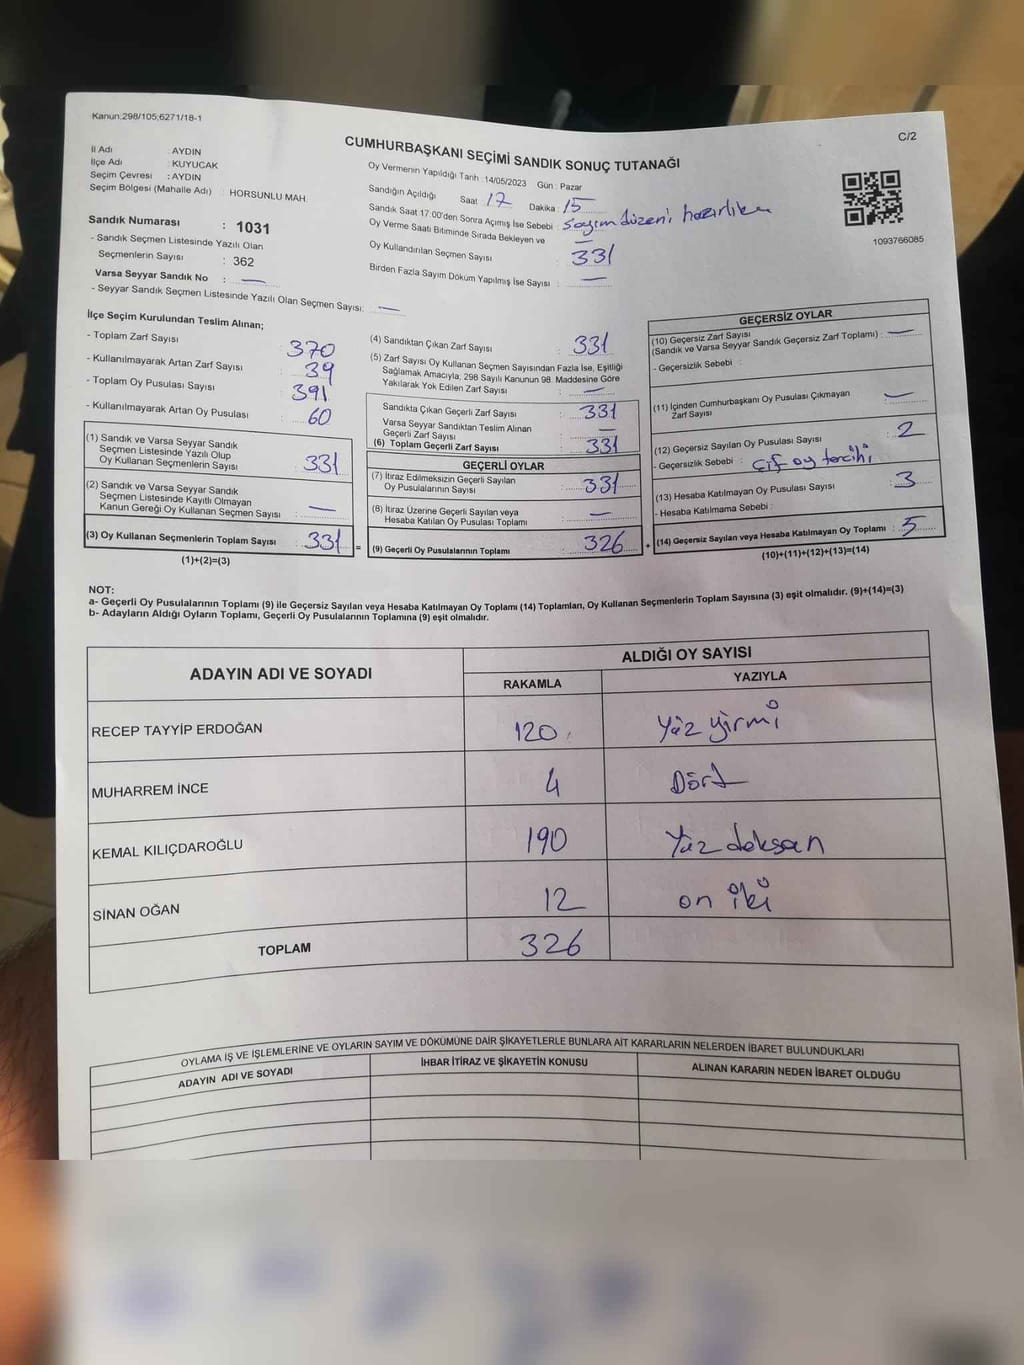 Kanun:298/105;6271/18-1
C/2
CUMHURBAŞKANI SEÇİMİ SANDIK SONUÇ TUTANAĞI
İl Adı : AYDIN
İlçe Adı : KUYUCAK
Seçim Çevresi : AYDIN
Seçim Bölgesi (Mahalle Adı) : HORSUNLU MAH.
Sandık Numarası : 1031
- Sandık Seçmen Listesinde Yazılı Olan
Seçmenlerin Sayısı : 362
Varsa Seyyar Sandık No : —
- Seyyar Sandık Seçmen Listesinde Yazılı Olan Seçmen Sayısı: —
Oy Vermenin Yapıldığı Tarih :14/05/2023 Gün : Pazar
Sandığın Açıldığı Saat 17 Dakika : 15
Sandık Saat 17:00'den Sonra Açımış İse Sebebi : sayım düzeni hazırlıkı
Oy Verme Saati Bitiminde Sırada Bekleyen ve : —
Oy Kullandırılan Seçmen Sayısı 331
Birden Fazla Sayım Döküm Yapılmış İse Sayısı : —
1093766085
İlçe Seçim Kurulundan Teslim Alınan;
- Toplam Zarf Sayısı : 370
- Kullanılmayarak Artan Zarf Sayısı : 39
- Toplam Oy Pusulası Sayısı : 391
- Kullanılmayarak Artan Oy Pusulası : 60
(1) Sandık ve Varsa Seyyar Sandık
Seçmen Listesinde Yazılı Olup
Oy Kullanan Seçmenlerin Sayısı : 331
(2) Sandık ve Varsa Seyyar Sandık
Seçmen Listesinde Kayıtlı Olmayan
Kanun Gereği Oy Kullanan Seçmen Sayısı : —
(3) Oy Kullanan Seçmenlerin Toplam Sayısı : 331 =
(1)+(2)=(3)
(4) Sandıktan Çıkan Zarf Sayısı : 331
(5) Zarf Sayısı Oy Kullanan Seçmen Sayısından Fazla İse, Eşitliği
Sağlamak Amacıyla; 298 Sayılı Kanunun 98. Maddesine Göre
Yakılarak Yok Edilen Zarf Sayısı : —
Sandıkta Çıkan Geçerli Zarf Sayısı : 331
Varsa Seyyar Sandıktan Teslim Alınan
Geçerli Zarf Sayısı : —
(6) Toplam Geçerli Zarf Sayısı : 331
GEÇERLİ OYLAR
(7) İtiraz Edilmeksizin Geçerli Sayılan
Oy Pusulalarının Sayısı : 331
(8) İtiraz Üzerine Geçerli Sayılan veya
Hesaba Katılan Oy Pusulası Toplamı : —
(9) Geçerli Oy Pusulalarının Toplamı : 326 +
GEÇERSİZ OYLAR
(10) Geçersiz Zarf Sayısı
(Sandık ve Varsa Seyyar Sandık Geçersiz Zarf Toplamı) : —
- Geçersizlik Sebebi :
(11) İçinden Cumhurbaşkanı Oy Pusulası Çıkmayan
Zarf Sayısı : —
(12) Geçersiz Sayılan Oy Pusulası Sayısı : 2
- Geçersizlik Sebebi : çif oy tercihi
(13) Hesaba Katılmayan Oy Pusulası Sayısı : 3
- Hesaba Katılmama Sebebi :
(14) Geçersiz Sayılan veya Hesaba Katılmayan Oy Toplamı : 5
(10)+(11)+(12)+(13)=(14)
NOT:
a- Geçerli Oy Pusulalarının Toplamı (9) ile Geçersiz Sayılan veya Hesaba Katılmayan Oy Toplamı (14) Toplamları, Oy Kullanan Seçmenlerin Toplam Sayısına (3) eşit olmalıdır. (9)+(14)=(3)
b- Adayların Aldığı Oyların Toplamı, Geçerli Oy Pusulalarının Toplamına (9) eşit olmalıdır.
ADAYIN ADI VE SOYADI ALDIĞI OY SAYISI
RAKAMLA YAZIYLA
RECEP TAYYİP ERDOĞAN 120 Yüz yirmi
MUHARREM İNCE 4 Dört
KEMAL KILIÇDAROĞLU 190 Yüz doksan
SİNAN OĞAN 12 on iki
TOPLAM 326
OYLAMA İŞ VE İŞLEMLERİNE VE OYLARIN SAYIM VE DÖKÜMÜNE DAİR ŞİKAYETLERLE BUNLARA AİT KARARLARIN NELERDEN İBARET BULUNDUKLARI
ADAYIN ADI VE SOYADI İHBAR İTİRAZ VE ŞİKAYETİN KONUSU ALINAN KARARIN NEDEN İBARET OLDUĞU